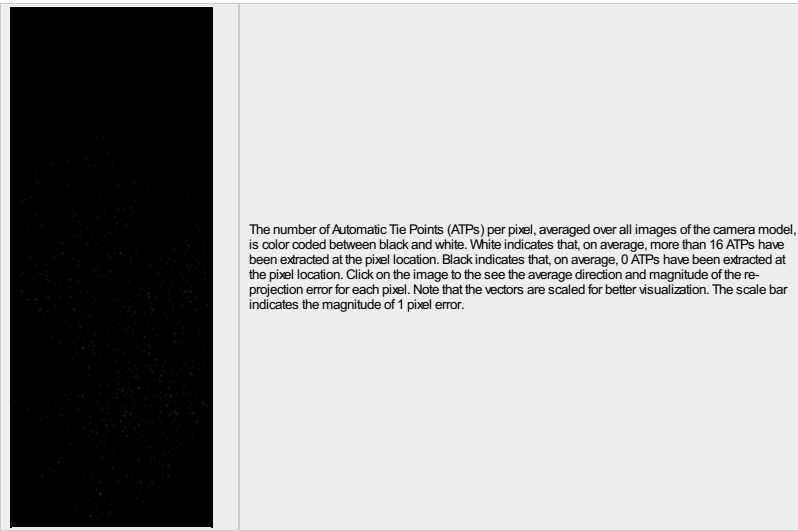 The number of Automatic Tie Points (ATPs) per pixel, averaged over all images of the camera model,
is color coded between black and white. White indicates that, on average, more than 16 ATPs have
been extracted at the pixel location. Black indicates that, on average, 0 ATPs have been extracted at
the pixel location. Click on the image to the see the average direction and magnitude of the re-
projection error for each pixel. Note that the vectors are scaled for better visualization. The scale bar
indicates the magnitude of 1 pixel error.